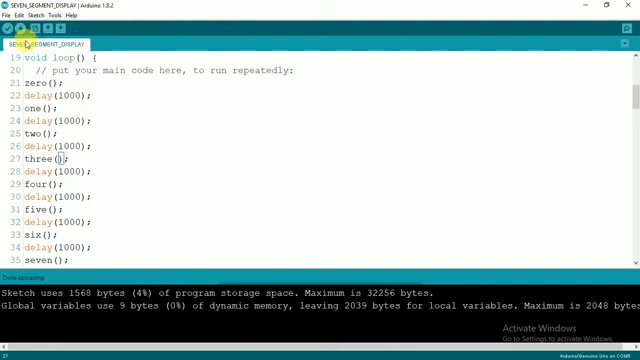 SEVEN_SEGMENT_DISPLAY | Arduino 1.8.2
File Edit Sketch Tools Help
SEVEN_SEGMENT_DISPLAY
19 void loop() {
20 // put your main code here, to run repeatedly:
21 zero();
22 delay(1000);
23 one();
24 delay(1000);
25 two();
26 delay(1000);
27 three();
28 delay(1000);
29 four();
30 delay(1000);
31 five();
32 delay(1000);
33 six();
34 delay(1000);
35 seven();
Done uploading.
Sketch uses 1568 bytes (4%) of program storage space. Maximum is 32256 bytes.
Global variables use 9 bytes (0%) of dynamic memory, leaving 2039 bytes for local variables. Maximum is 2048 bytes
Activate Windows
Go to Settings to activate Windows.
27 Arduino/Genuino Uno on COM5